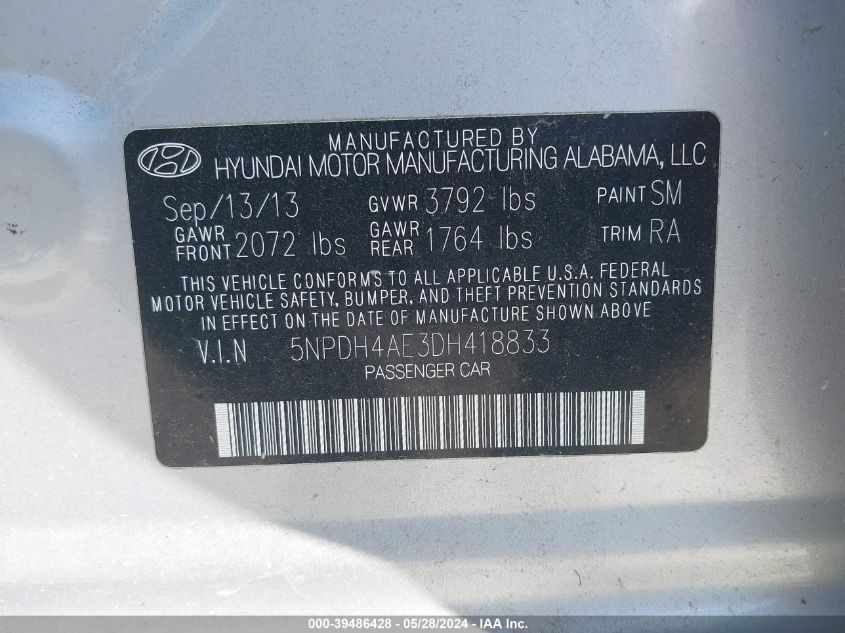 MANUFACTURED BY
HYUNDAI MOTOR MANUFACTURING ALABAMA, LLC
Sep/13/13 GVWR 3792 lbs PAINT SM
GAWR FRONT 2072 lbs GAWR REAR 1764 lbs TRIM RA
THIS VEHICLE CONFORMS TO ALL APPLICABLE U.S.A. FEDERAL
MOTOR VEHICLE SAFETY, BUMPER, AND THEFT PREVENTION STANDARDS
IN EFFECT ON THE DATE OF MANUFACTURE SHOWN ABOVE
V.I.N 5NPDH4AE3DH418833
PASSENGER CAR
000-39486428 - 05/28/2024 - IAA Inc.